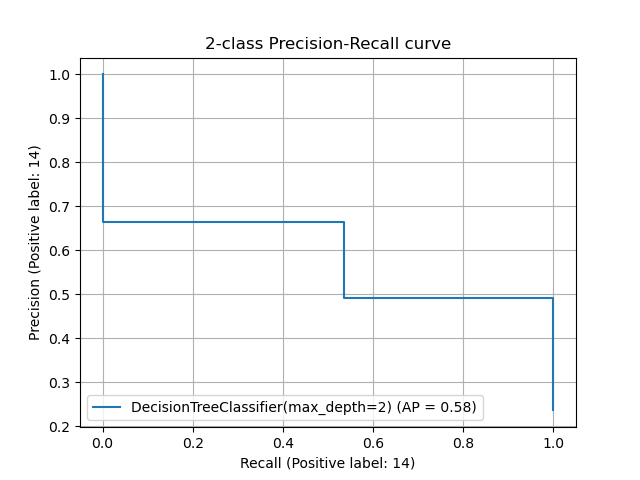 2-class Precision-Recall curve
Precision (Positive label: 14)
1.0
0.9
0.8
0.7
0.6
0.5
0.4
0.3
0.2
DecisionTreeClassifier(max_depth=2) (AP = 0.58)
0.0 0.2 0.4 0.6 0.8 1.0
Recall (Positive label: 14)